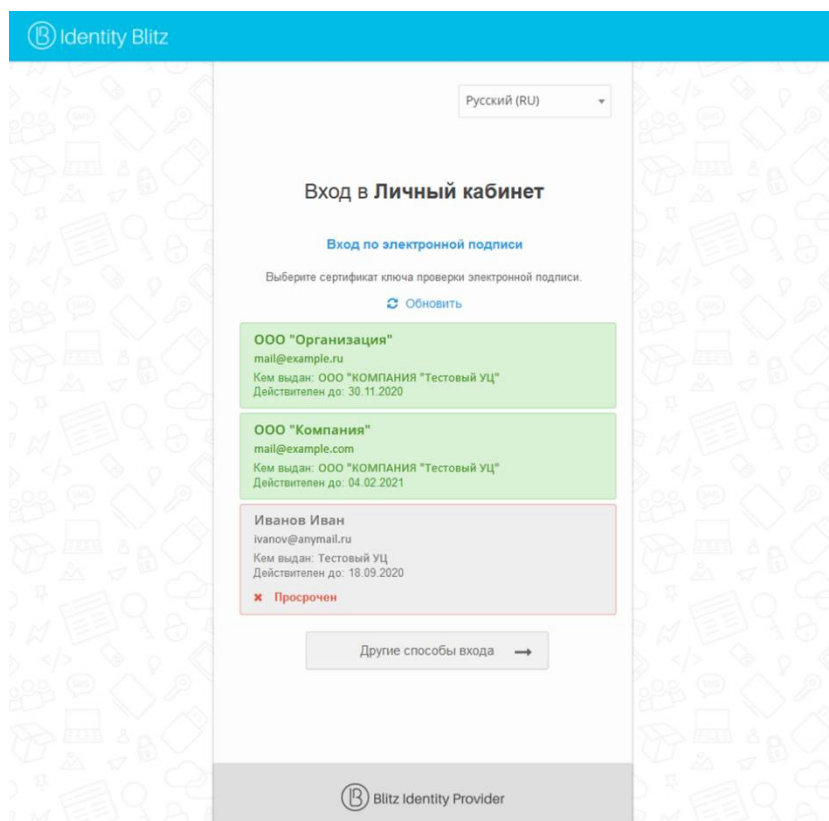 Identity Blitz
Русский (RU)
Вход в Личный кабинет
Вход по электронной подписи
Выберите сертификат ключа проверки электронной подписи.
Обновить
ООО "Организация"
mail@example.ru
Кем выдан: ООО "КОМПАНИЯ "Тестовый УЦ"
Действителен до: 30.11.2020
ООО "Компания"
mail@example.com
Кем выдан: ООО "КОМПАНИЯ "Тестовый УЦ"
Действителен до: 04.02.2021
Иванов Иван
ivanov@anymail.ru
Кем выдан: Тестовый УЦ
Действителен до: 18.09.2020
Просрочен
Другие способы входа
Blitz Identity Provider